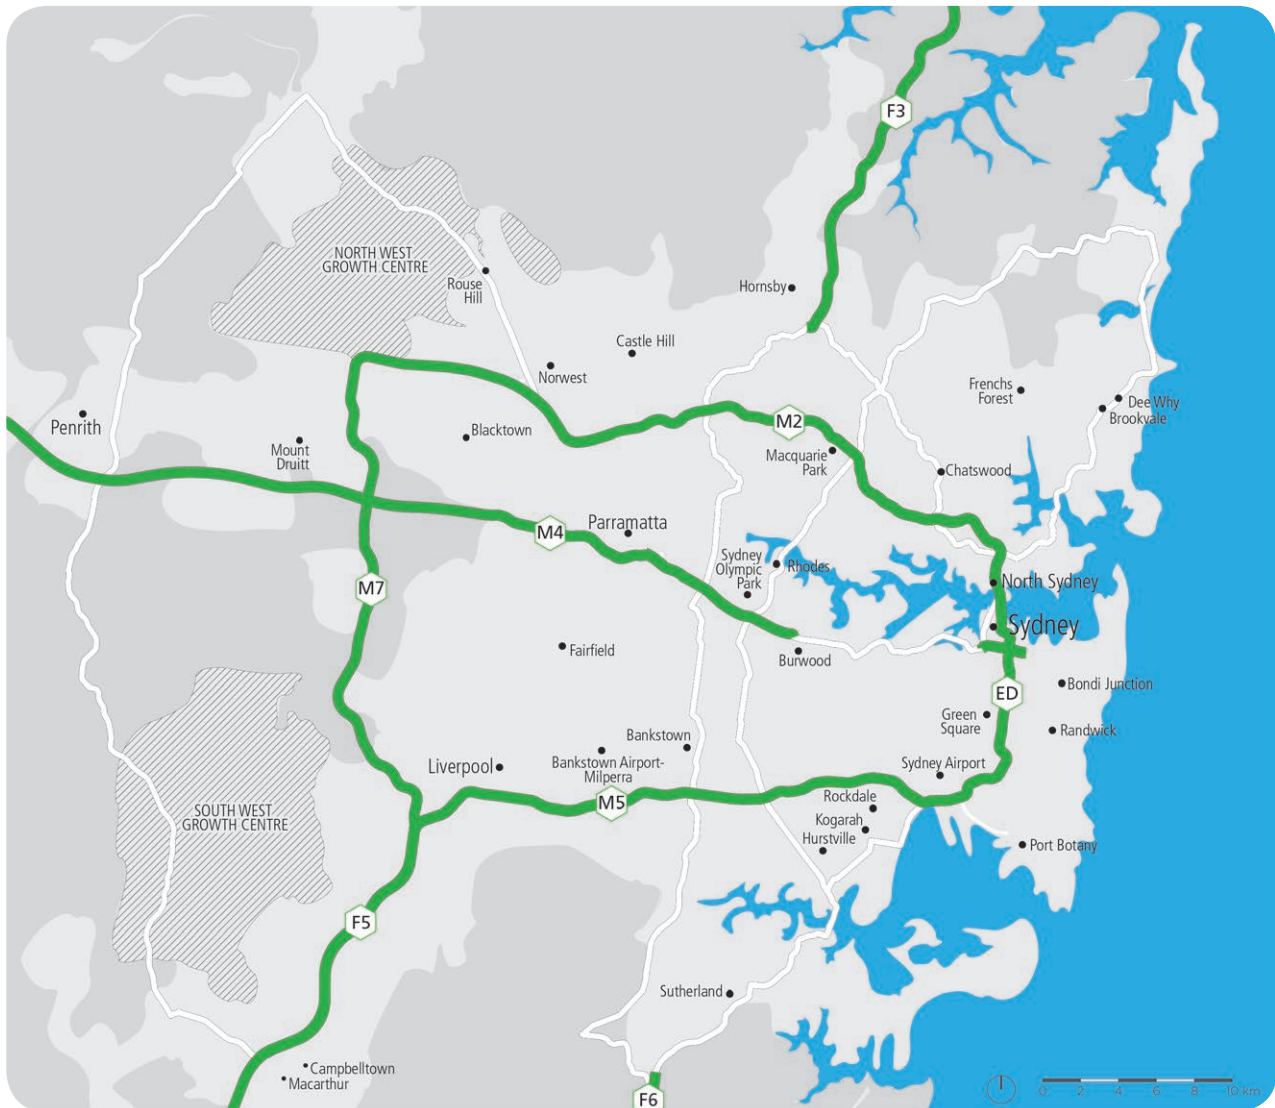 F3
NORTH WEST
GROWTH CENTRE
Rouse
Hill
Hornsby
Castle Hill
Norwest
Frenchs
Forest
Dee Why
Brookvale
Penrith
M2
Mount
Druitt
Blacktown
Macquarie
Park
Chatswood
M4
Parramatta
Sydney
Olympic
Park
Rhodes
M7
North Sydney
Sydney
Fairfield
Burwood
ED
Bondi Junction
Green
Square
Randwick
Liverpool
Bankstown
Bankstown Airport-
Milperra
Sydney Airport
M5
Rockdale
Kogarah
Hurstville
SOUTH WEST
GROWTH CENTRE
Port Botany
F5
Sutherland
Campbelltown
Macarthur
F6
0 2 4 6 8 10 km